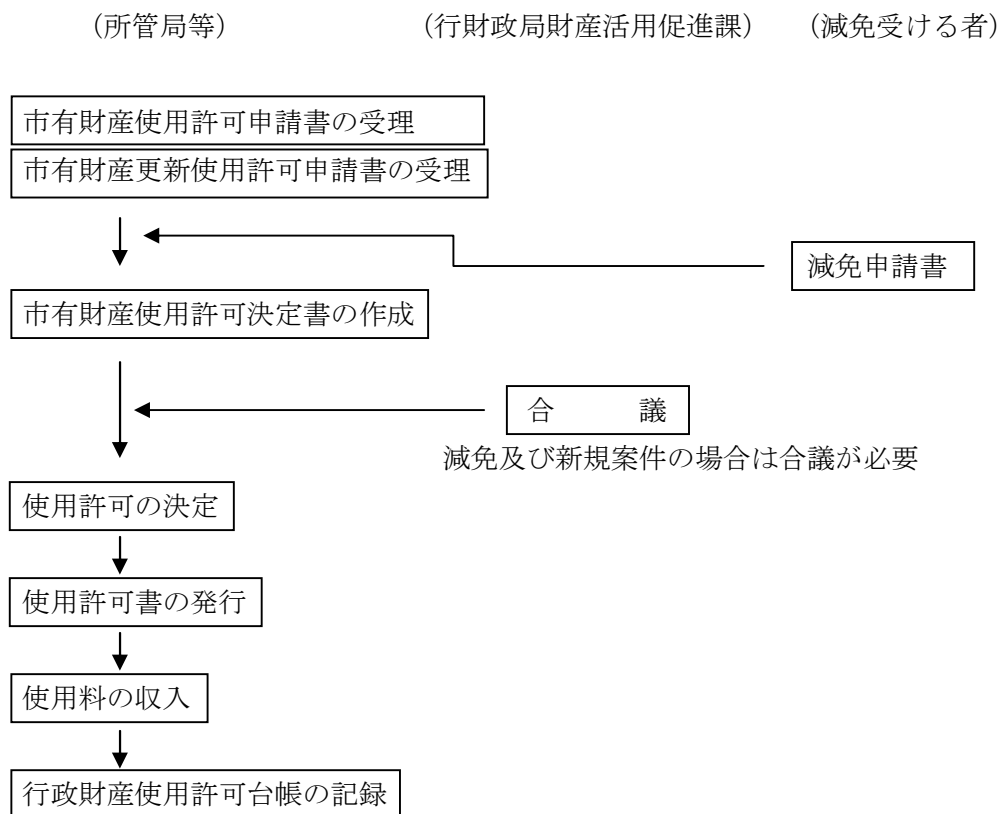 （所管局等）　（行財政局財産活用促進課）　（減免受ける者）
市有財産使用許可申請書の受理
市有財産更新使用許可申請書の受理
減免申請書
市有財産使用許可決定書の作成
合　　　議
減免及び新規案件の場合は合議が必要
使用許可の決定
使用許可書の発行
使用料の収入
行政財産使用許可台帳の記録